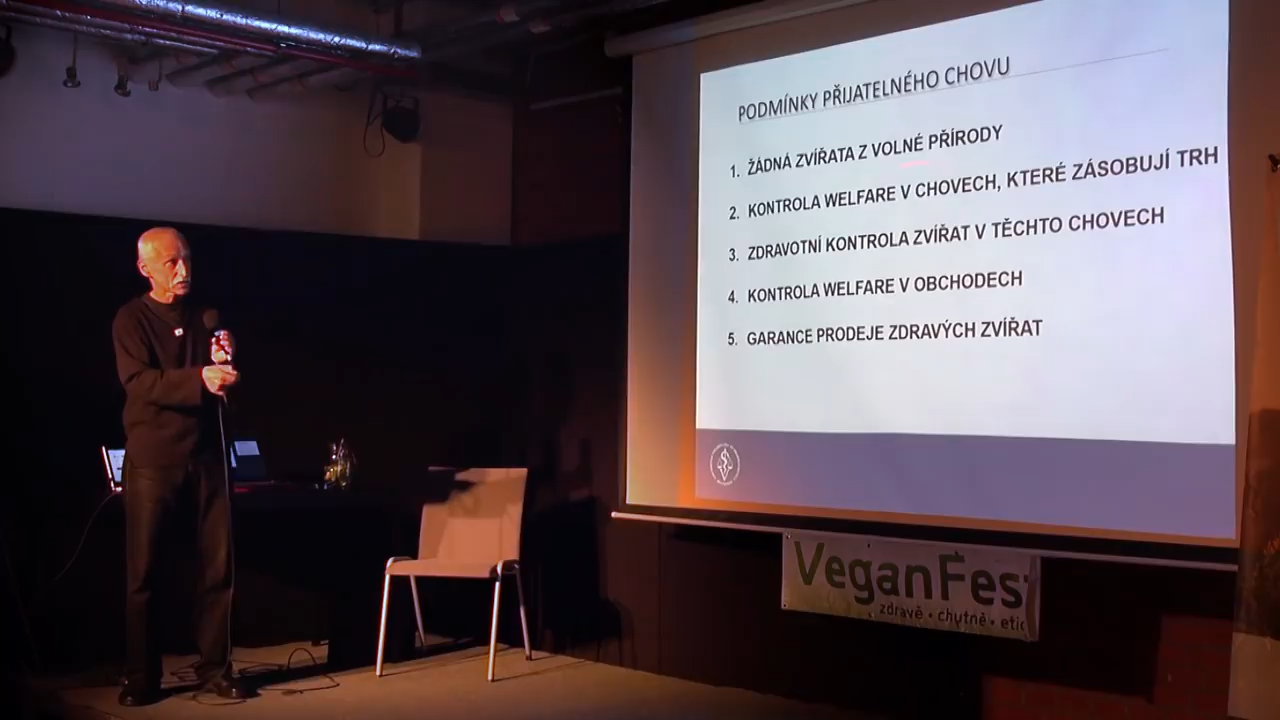 PODMÍNKY PŘIJATELNÉHO CHOVU
1. ŽÁDNÁ ZVÍŘATA Z VOLNÉ PŘÍRODY
2. KONTROLA WELFARE V CHOVECH, KTERÉ ZÁSOBUJÍ TRH
3. ZDRAVOTNÍ KONTROLA ZVÍŘAT V TĚCHTO CHOVECH
4. KONTROLA WELFARE V OBCHODECH
5. GARANCE PRODEJE ZDRAVÝCH ZVÍŘAT
VeganFest
zdravě • chutně • etic